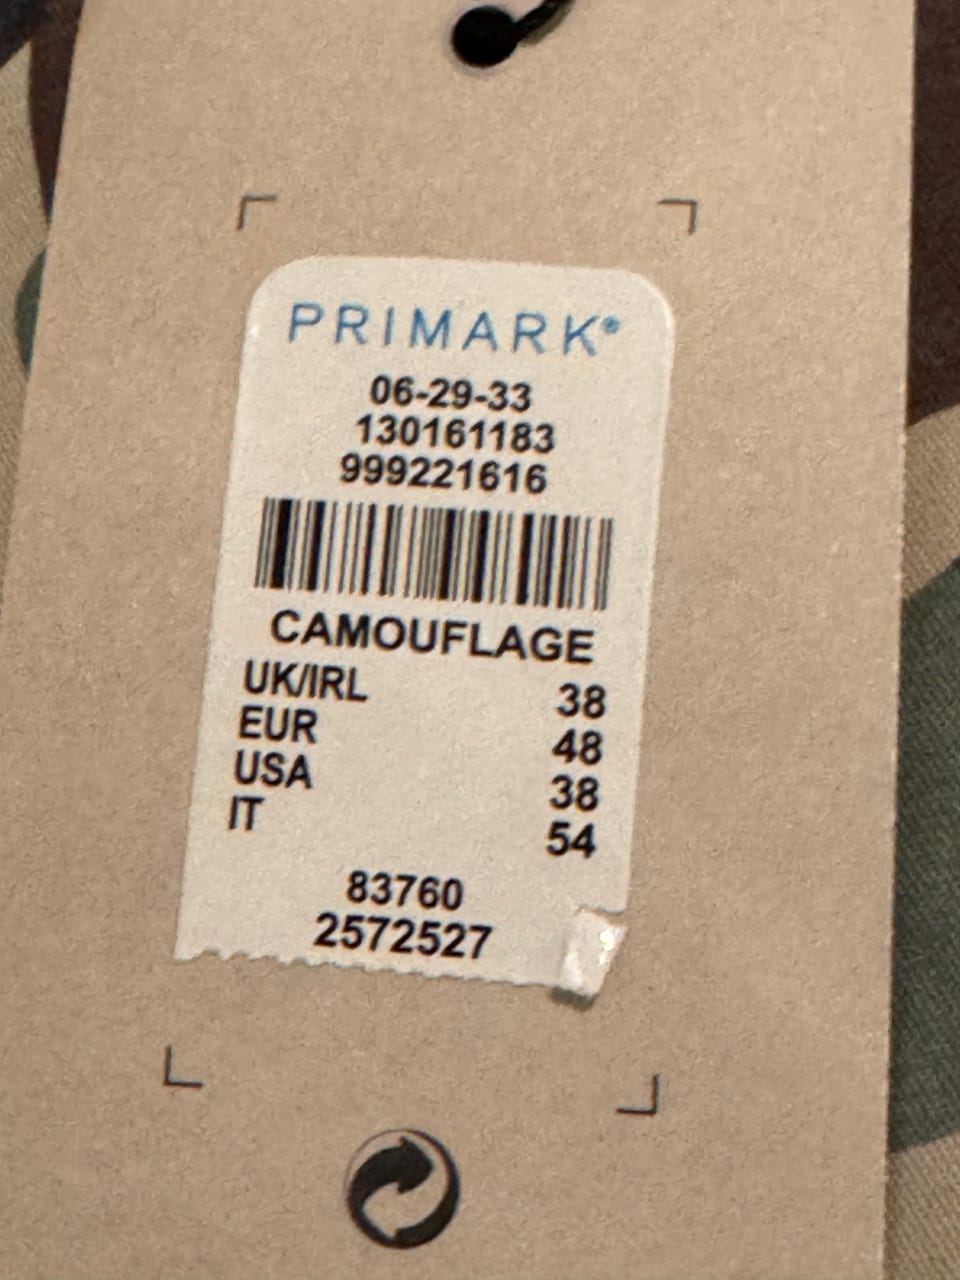 PRIMARK®
06-29-33
130161183
999221616
CAMOUFLAGE
UK/IRL 38
EUR 48
USA 38
IT 54
83760
2572527